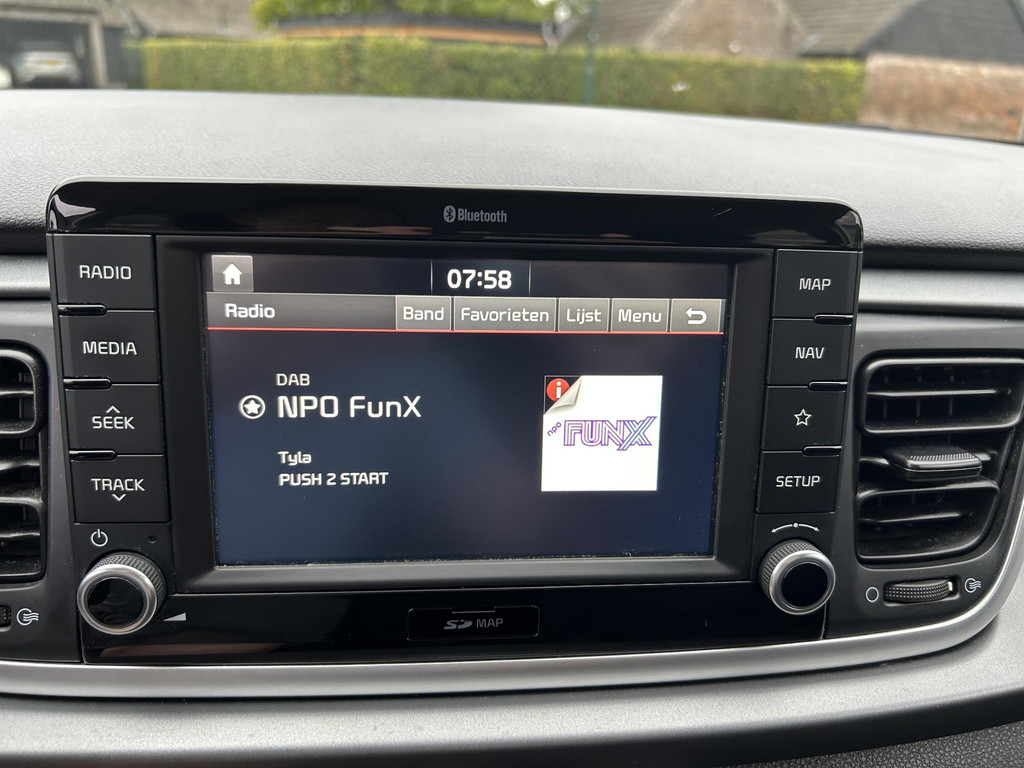 Bluetooth
RADIO
MEDIA
SEEK
TRACK
07:58
Radio Band Favorieten Lijst Menu
DAB
NPO FunX
Tyla
PUSH 2 START
i
npo FUNX
MAP
NAV
SETUP
SD MAP